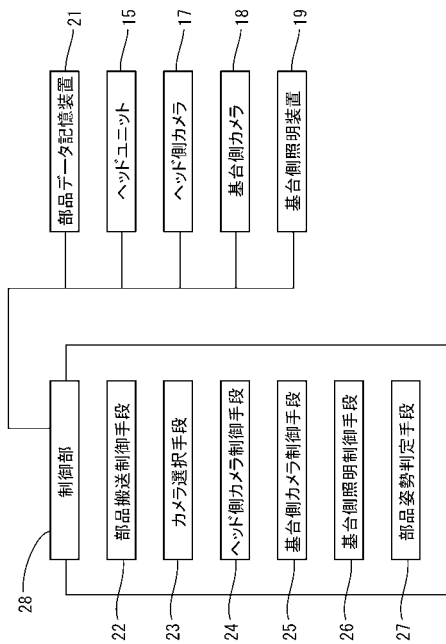 28
制御部
22
部品搬送制御手段
23
カメラ選択手段
24
ヘッド側カメラ制御手段
25
基台側カメラ制御手段
26
基台側照明制御手段
27
部品姿勢判定手段
部品データ記憶装置
21
ヘッドユニット
15
ヘッド側カメラ
17
基台側カメラ
18
基台側照明装置
19